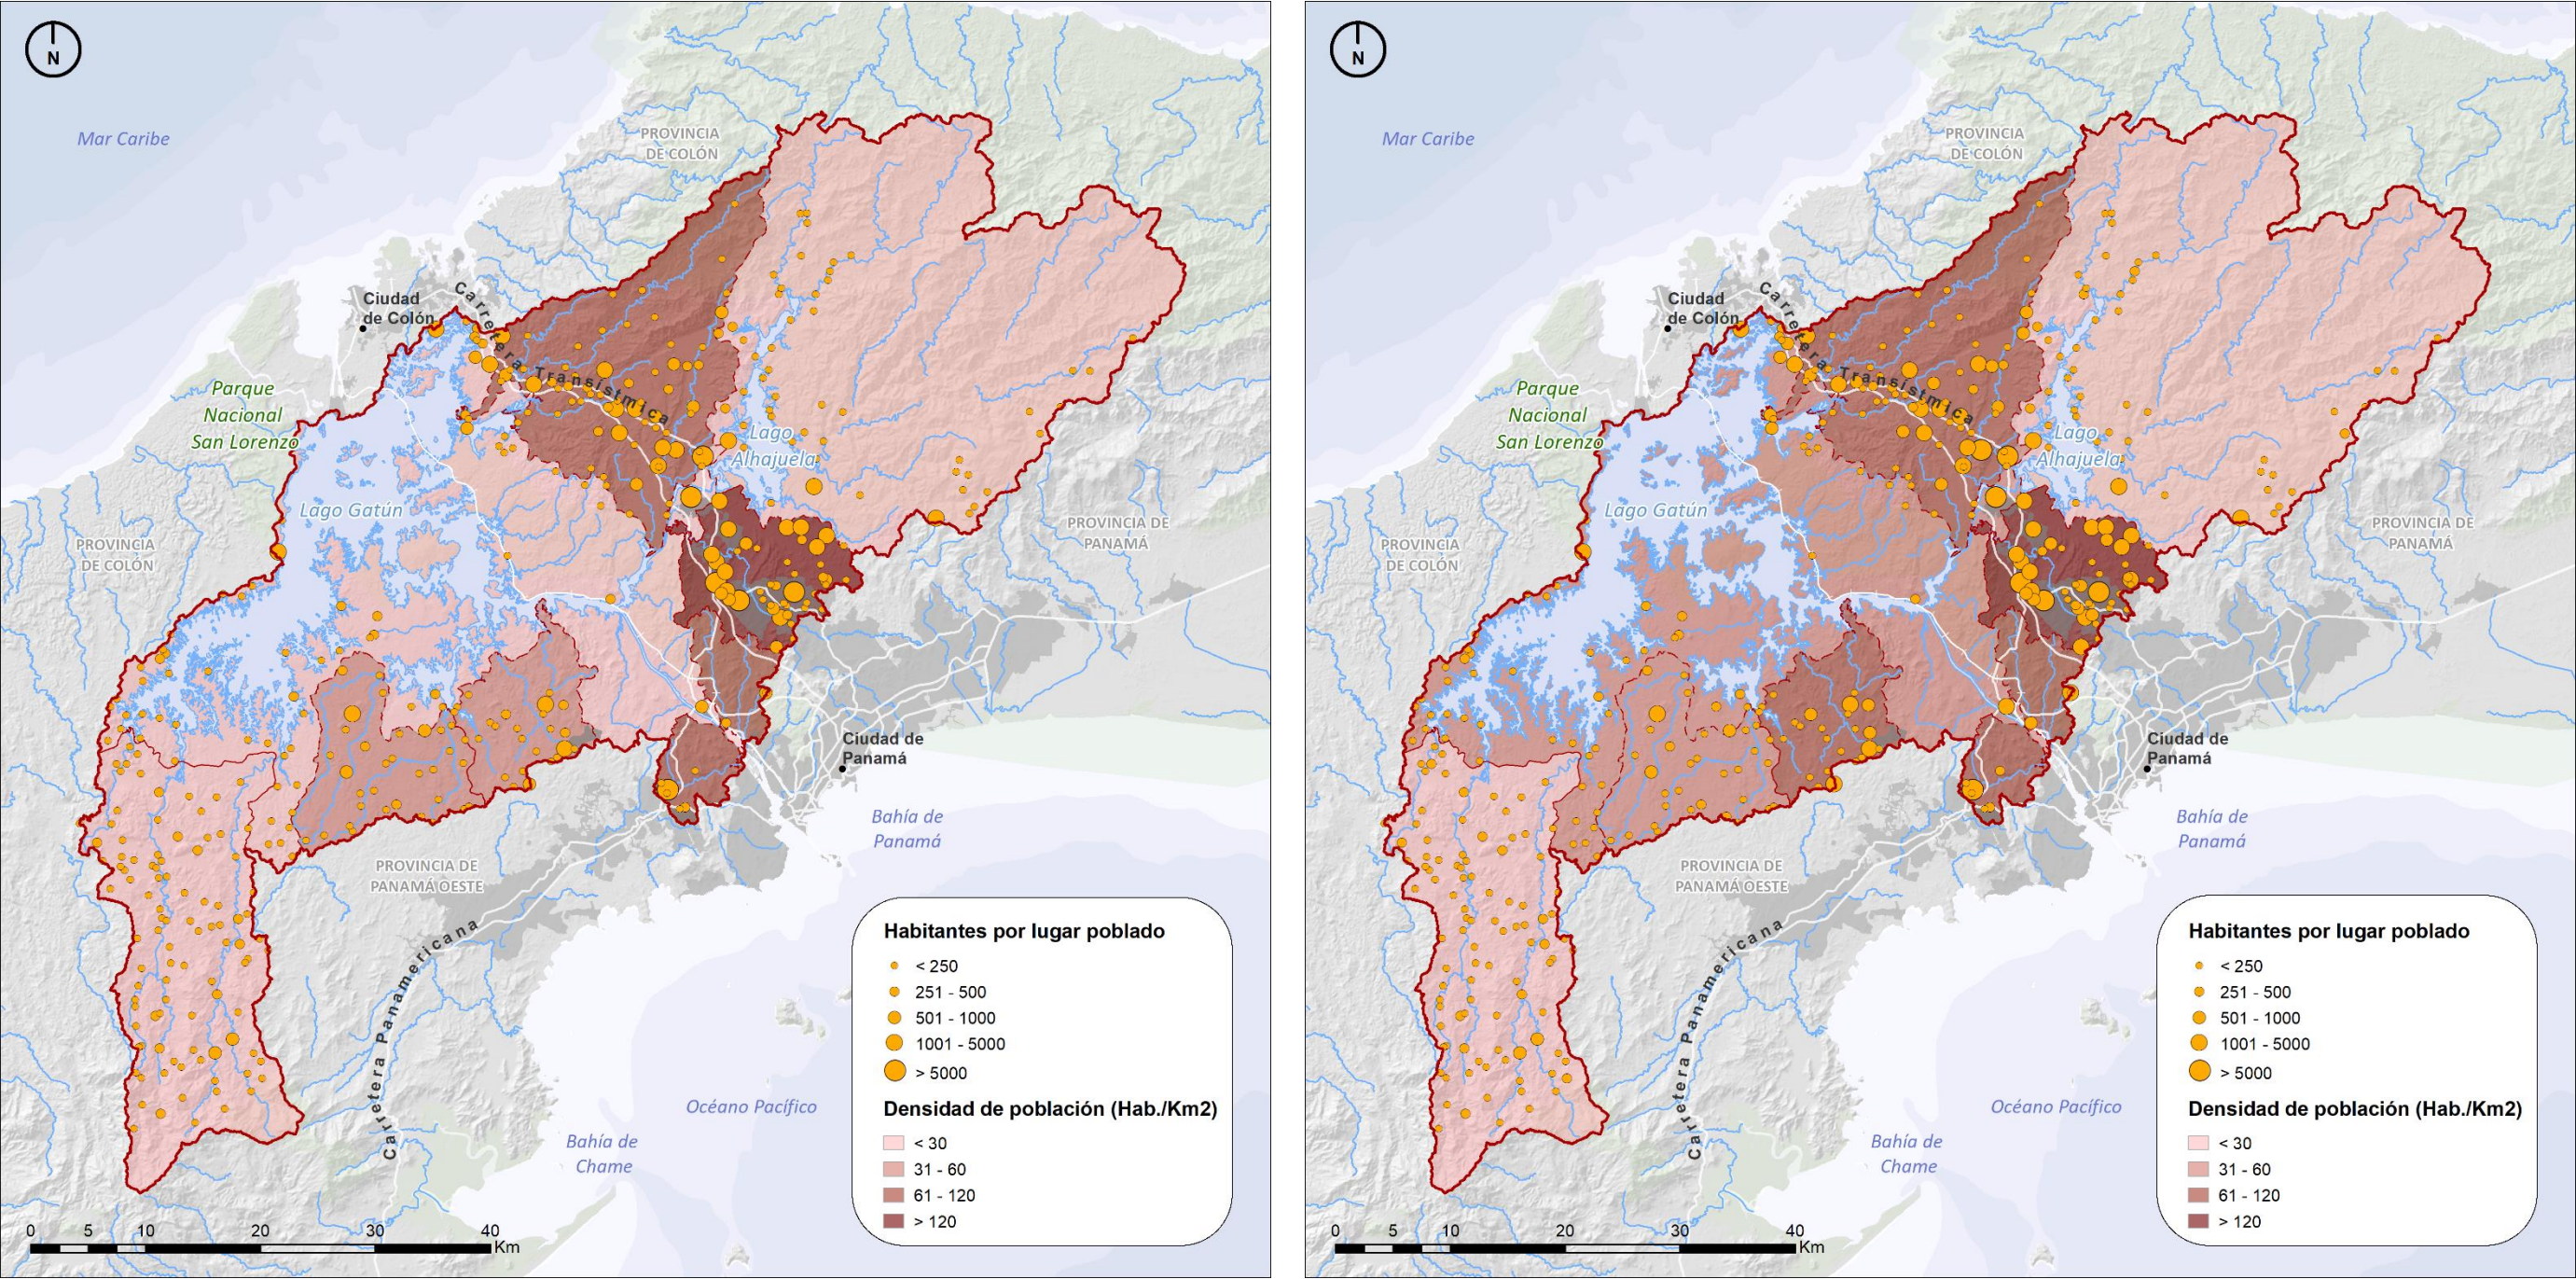 N
Mar Caribe
PROVINCIA
DE COLÓN
Ciudad
de Colón
Carretera Transístmica
Parque
Nacional
San Lorenzo
Lago
Alhajuela
Lago Gatún
PROVINCIA
DE COLÓN
PROVINCIA DE
PANAMÁ
Ciudad de
Panamá
Bahía de
Panamá
PROVINCIA DE
PANAMÁ OESTE
Carretera Panamericana
Océano Pacífico
Bahía de
Chame
Habitantes por lugar poblado
< 250
251 - 500
501 - 1000
1001 - 5000
> 5000
Densidad de población (Hab./Km2)
< 30
31 - 60
61 - 120
> 120
0 5 10 20 30 40
Km
N
Mar Caribe
PROVINCIA
DE COLÓN
Ciudad
de Colón
Carretera Transístmica
Parque
Nacional
San Lorenzo
Lago
Alhajuela
Lago Gatún
PROVINCIA
DE COLÓN
PROVINCIA DE
PANAMÁ
Ciudad de
Panamá
Bahía de
Panamá
PROVINCIA DE
PANAMÁ OESTE
Carretera Panamericana
Océano Pacífico
Bahía de
Chame
Habitantes por lugar poblado
< 250
251 - 500
501 - 1000
1001 - 5000
> 5000
Densidad de población (Hab./Km2)
< 30
31 - 60
61 - 120
> 120
0 5 10 20 30 40
Km